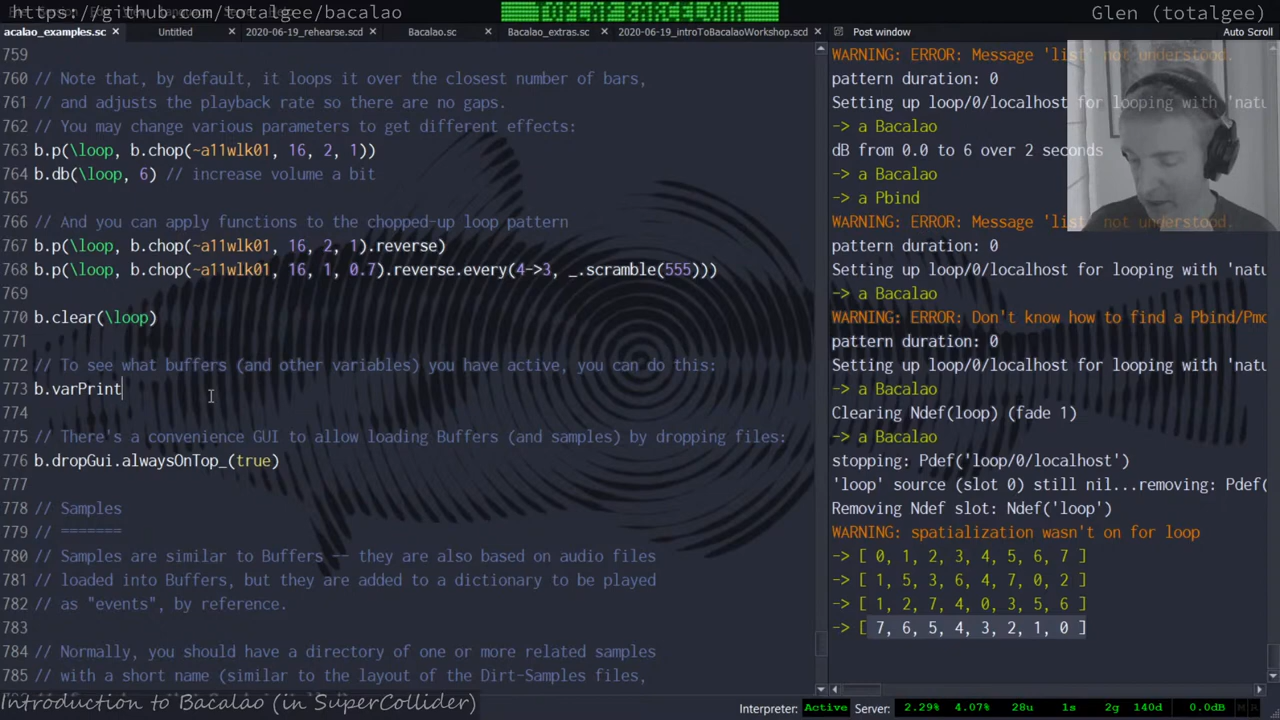 https://github.com/totalgee/bacalao
Glen (totalgee)
acalao_examples.sc
Untitled
2020-06-19_rehearse.scd
Bacalao.sc
Bacalao_extras.sc
2020-06-19_introToBacalaoWorkshop.scd
759
760 // Note that, by default, it loops it over the closest number of bars,
761 // and adjusts the playback rate so there are no gaps.
762 // You may change various parameters to get different effects:
763 b.p(\loop, b.chop(~a11wlk01, 16, 2, 1))
764 b.db(\loop, 6) // increase volume a bit
765
766 // And you can apply functions to the chopped-up loop pattern
767 b.p(\loop, b.chop(~a11wlk01, 16, 2, 1).reverse)
768 b.p(\loop, b.chop(~a11wlk01, 16, 1, 0.7).reverse.every(4->3, _.scramble(555)))
769
770 b.clear(\loop)
771
772 // To see what buffers (and other variables) you have active, you can do this:
773 b.varPrint
774
775 // There's a convenience GUI to allow loading Buffers (and samples) by dropping files:
776 b.dropGui.alwaysOnTop_(true)
777
778 // Samples
779 // =======
780 // Samples are similar to Buffers -- they are also based on audio files
781 // loaded into Buffers, but they are added to a dictionary to be played
782 // as "events", by reference.
783
784 // Normally, you should have a directory of one or more related samples
785 // with a short name (similar to the layout of the Dirt-Samples files,
Introduction to Bacalao (in SuperCollider)
Post window
Auto Scroll
WARNING: ERROR: Message 'list' not understood.
pattern duration: 0
Setting up loop/0/localhost for looping with 'natu
-> a Bacalao
dB from 0.0 to 6 over 2 seconds
-> a Bacalao
-> a Pbind
WARNING: ERROR: Message 'list' not understood.
pattern duration: 0
Setting up loop/0/localhost for looping with 'natu
-> a Bacalao
WARNING: ERROR: Don't know how to find a Pbind/Pmo
pattern duration: 0
Setting up loop/0/localhost for looping with 'natu
-> a Bacalao
Clearing Ndef(loop) (fade 1)
-> a Bacalao
stopping: Pdef('loop/0/localhost')
'loop' source (slot 0) still nil...removing: Pdef(
Removing Ndef slot: Ndef('loop')
WARNING: spatialization wasn't on for loop
-> [ 0, 1, 2, 3, 4, 5, 6, 7 ]
-> [ 1, 5, 3, 6, 4, 7, 0, 2 ]
-> [ 1, 2, 7, 4, 0, 3, 5, 6 ]
-> [ 7, 6, 5, 4, 3, 2, 1, 0 ]
Interpreter: Active Server: 2.29% 4.07% 28u 1s 2g 140d 0.0dB M R